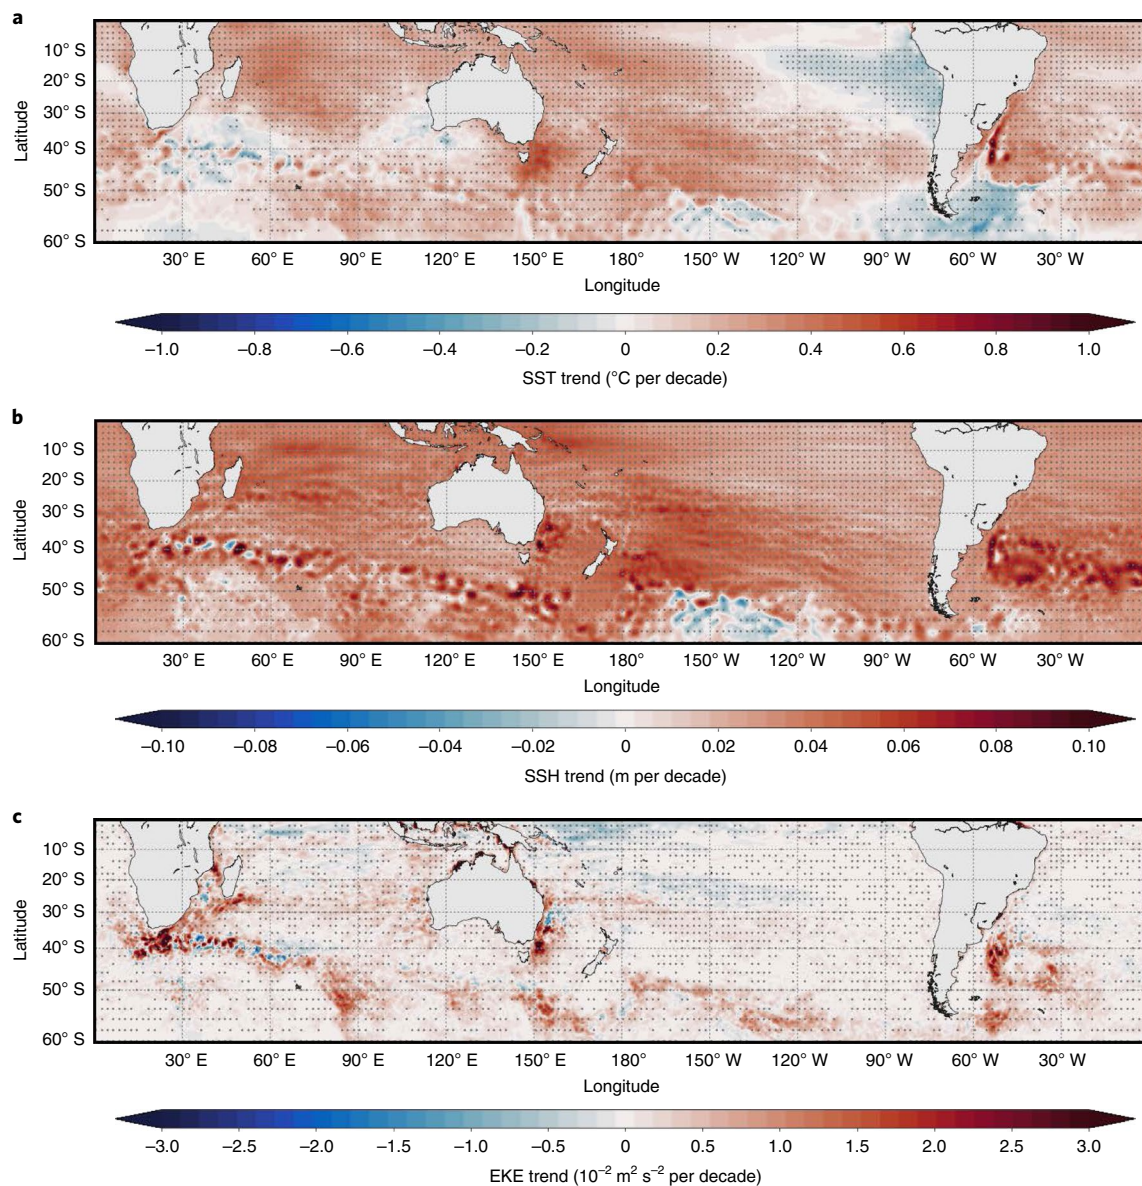 a
Latitude
10° S
20° S
30° S
40° S
50° S
60° S
30° E 60° E 90° E 120° E 150° E 180° 150° W 120° W 90° W 60° W 30° W
Longitude
–1.0 –0.8 –0.6 –0.4 –0.2 0 0.2 0.4 0.6 0.8 1.0
SST trend (°C per decade)
b
Latitude
10° S
20° S
30° S
40° S
50° S
60° S
30° E 60° E 90° E 120° E 150° E 180° 150° W 120° W 90° W 60° W 30° W
Longitude
–0.10 –0.08 –0.06 –0.04 –0.02 0 0.02 0.04 0.06 0.08 0.10
SSH trend (m per decade)
c
Latitude
10° S
20° S
30° S
40° S
50° S
60° S
30° E 60° E 90° E 120° E 150° E 180° 150° W 120° W 90° W 60° W 30° W
Longitude
–3.0 –2.5 –2.0 –1.5 –1.0 –0.5 0 0.5 1.0 1.5 2.0 2.5 3.0
EKE trend (10⁻² m² s⁻² per decade)